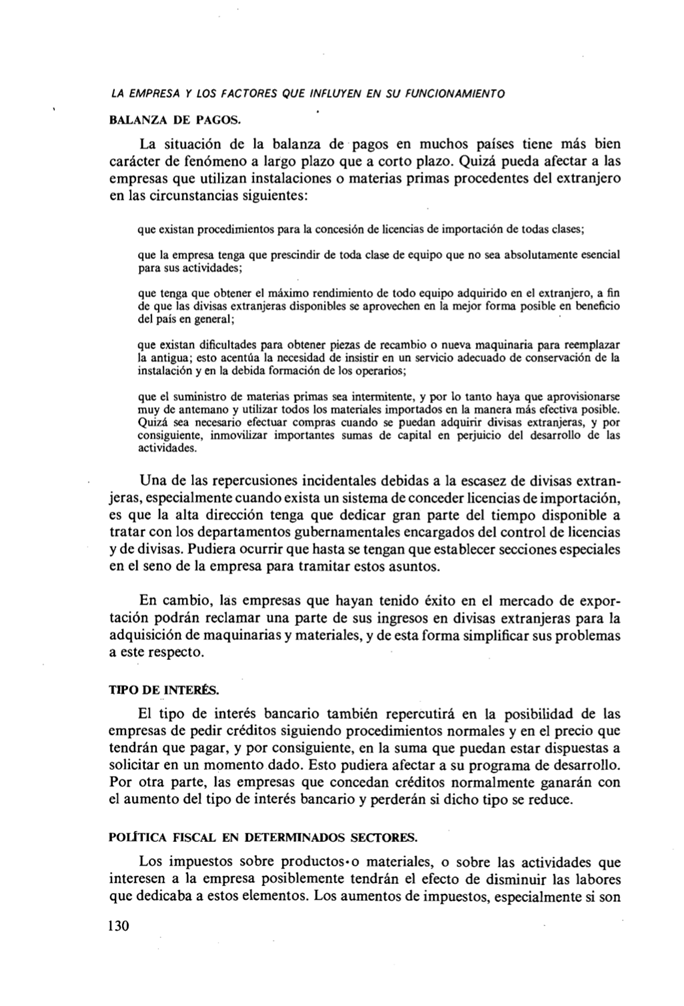 LA EMPRESA Y LOS FACTORES QUE INFLUYEN EN SU FUNCIONAMIENTO
BALANZA DE PAGOS.
La situación de la balanza de pagos en muchos países tiene más bien
carácter de fenómeno a largo plazo que a corto plazo. Quizá pueda afectar a las
empresas que utilizan instalaciones o materias primas procedentes del extranjero
en las circunstancias siguientes:
que existan procedimientos para la concesión de licencias de importación de todas clases;
que la empresa tenga que prescindir de toda clase de equipo que no sea absolutamente esencial
para sus actividades;
que tenga que obtener el máximo rendimiento de todo equipo adquirido en el extranjero, a fin
de que las divisas extranjeras disponibles se aprovechen en la mejor forma posible en beneficio
del país en general;
que existan dificultades para obtener piezas de recambio o nueva maquinaria para reemplazar
la antigua; esto acentúa la necesidad de insistir en un servicio adecuado de conservación de la
instalación y en la debida formación de los operarios;
que el suministro de materias primas sea intermitente, y por lo tanto haya que aprovisionarse
muy de antemano y utilizar todos los materiales importados en la manera más efectiva posible.
Quizá sea necesario efectuar compras cuando se puedan adquirir divisas extranjeras, y por
consiguiente, inmovilizar importantes sumas de capital en perjuicio del desarrollo de las
actividades.
Una de las repercusiones incidentales debidas a la escasez de divisas extran-
jeras, especialmente cuando exista un sistema de conceder licencias de importación,
es que la alta dirección tenga que dedicar gran parte del tiempo disponible a
tratar con los departamentos gubernamentales encargados del control de licencias
y de divisas. Pudiera ocurrir que hasta se tengan que establecer secciones especiales
en el seno de la empresa para tramitar estos asuntos.
En cambio, las empresas que hayan tenido éxito en el mercado de expor-
tación podrán reclamar una parte de sus ingresos en divisas extranjeras para la
adquisición de maquinarias y materiales, y de esta forma simplificar sus problemas
a este respecto.
TIPO DE INTERÉS.
El tipo de interés bancario también repercutirá en la posibilidad de las
empresas de pedir créditos siguiendo procedimientos normales y en el precio que
tendrán que pagar, y por consiguiente, en la suma que puedan estar dispuestas a
solicitar en un momento dado. Esto pudiera afectar a su programa de desarrollo.
Por otra parte, las empresas que concedan créditos normalmente ganarán con
el aumento del tipo de interés bancario y perderán si dicho tipo se reduce.
POLÍTICA FISCAL EN DETERMINADOS SECTORES.
Los impuestos sobre productos o materiales, o sobre las actividades que
interesen a la empresa posiblemente tendrán el efecto de disminuir las labores
que dedicaba a estos elementos. Los aumentos de impuestos, especialmente si son
130